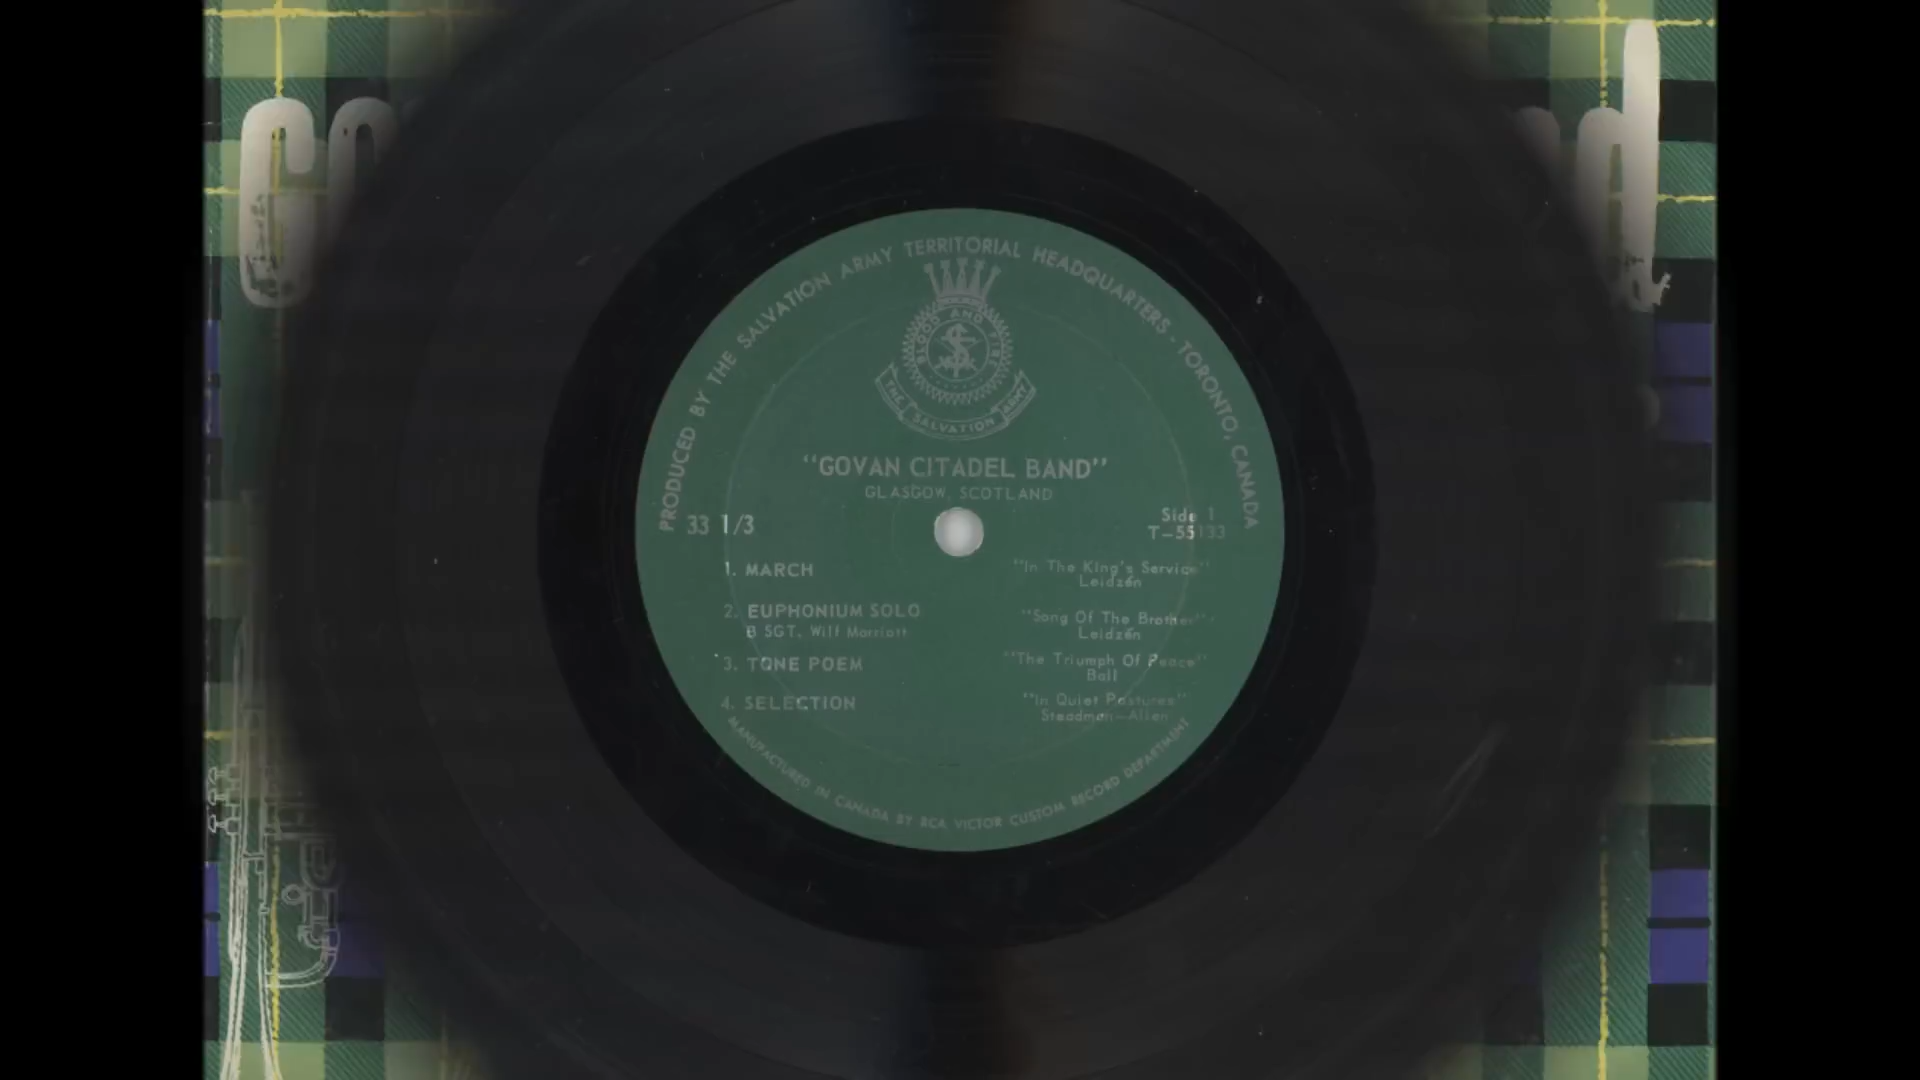 PRODUCED BY THE SALVATION ARMY TERRITORIAL HEADQUARTERS - TORONTO, CANADA
BLOOD AND FIRE
THE SALVATION ARMY
"GOVAN CITADEL BAND"
GLASGOW, SCOTLAND
33 1/3
Side 1
T-55133
1. MARCH
"In The King's Service"
Leidzén
2. EUPHONIUM SOLO
B SGT. Wilf Marriott
"Song Of The Brother"
Leidzén
3. TONE POEM
"The Triumph Of Peace"
Ball
4. SELECTION
"In Quiet Pastures"
Steadman-Allen
MANUFACTURED IN CANADA BY RCA VICTOR CUSTOM RECORD DEPARTMENT